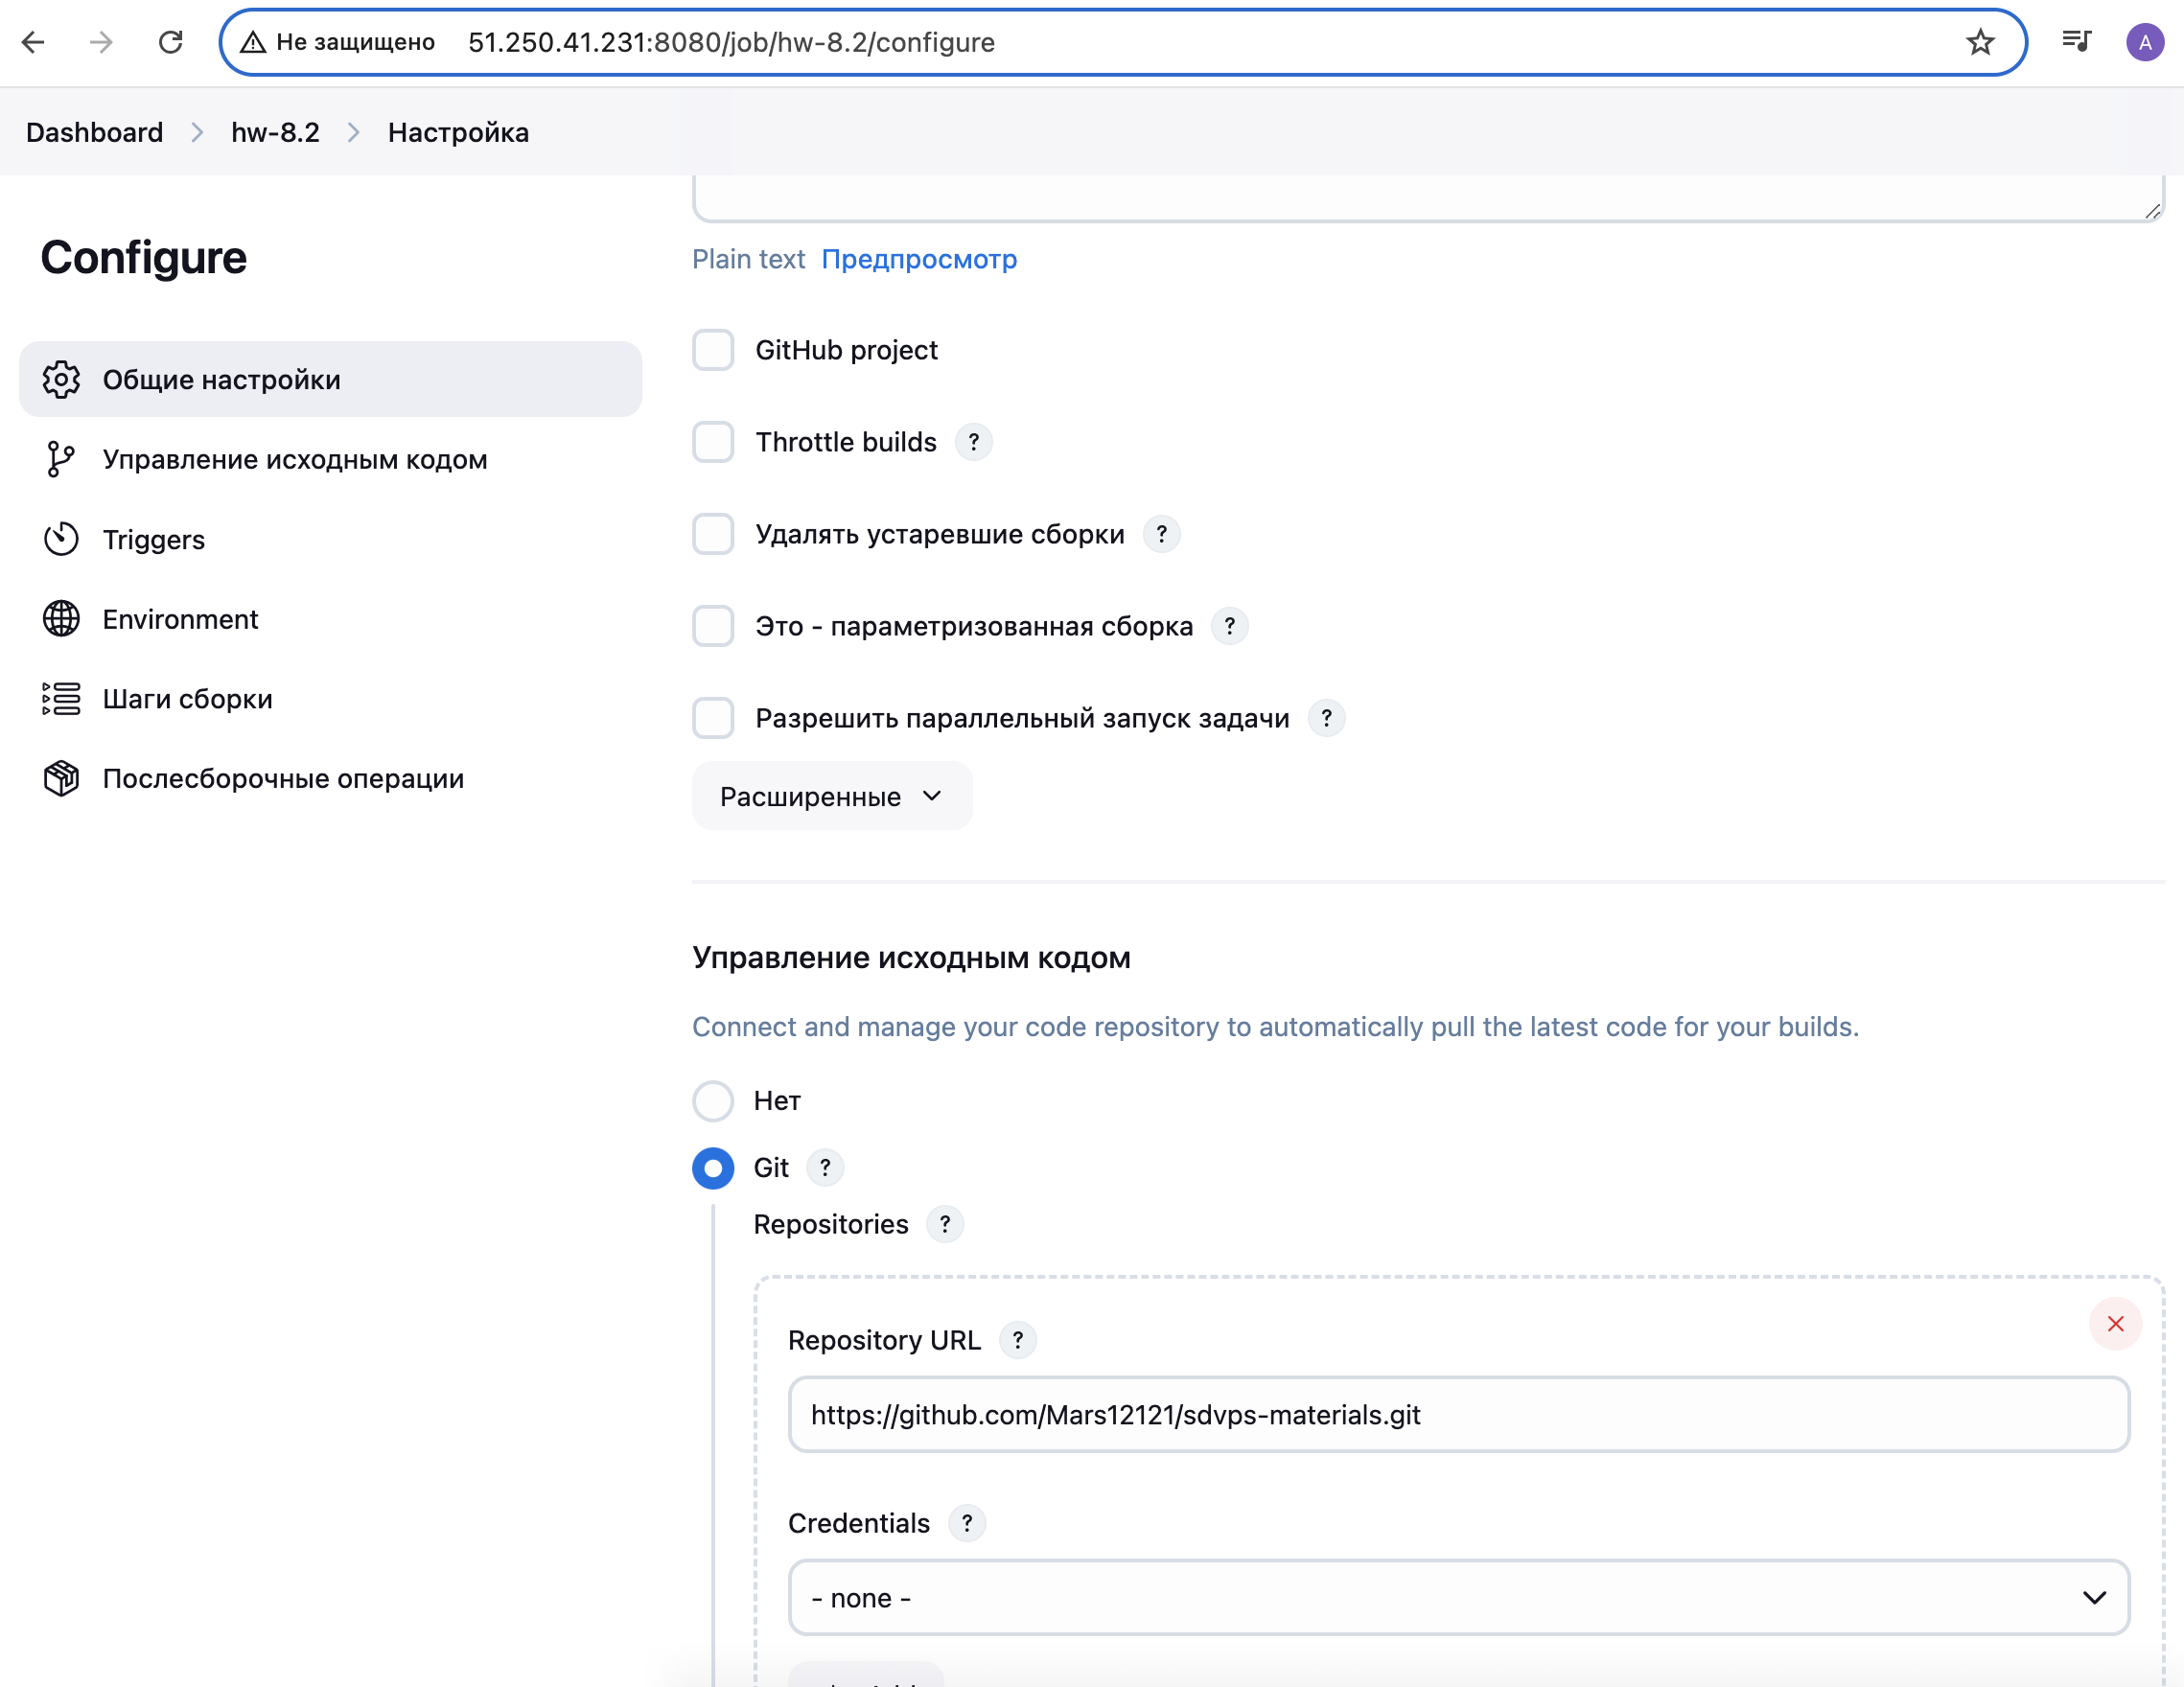 Не защищено 51.250.41.231:8080/job/hw-8.2/configure
A
Dashboard hw-8.2 Настройка
Configure
Общие настройки
Управление исходным кодом
Triggers
Environment
Шаги сборки
Послесборочные операции
Plain text Предпросмотр
GitHub project
Throttle builds ?
Удалять устаревшие сборки ?
Это - параметризованная сборка ?
Разрешить параллельный запуск задачи ?
Расширенные
Управление исходным кодом
Connect and manage your code repository to automatically pull the latest code for your builds.
Нет
Git ?
Repositories ?
Repository URL ?
https://github.com/Mars12121/sdvps-materials.git
Credentials ?
- none -